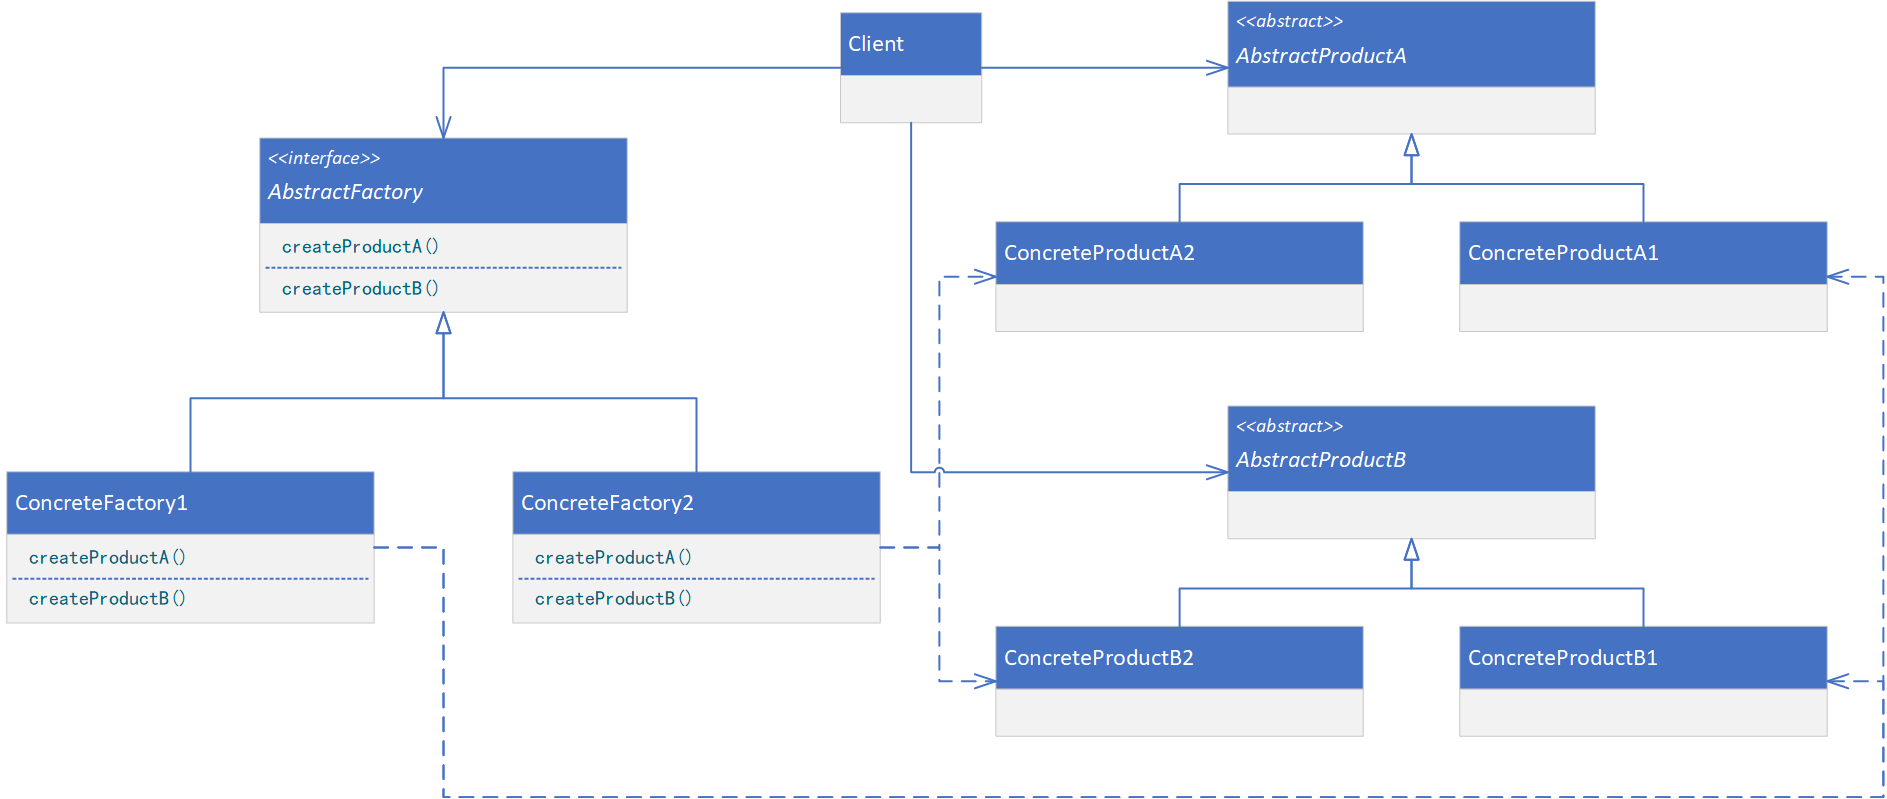 Client
<<abstract>>
AbstractProductA
<<interface>>
AbstractFactory
createProductA()
createProductB()
ConcreteProductA2
ConcreteProductA1
<<abstract>>
AbstractProductB
ConcreteFactory1
createProductA()
createProductB()
ConcreteFactory2
createProductA()
createProductB()
ConcreteProductB2
ConcreteProductB1